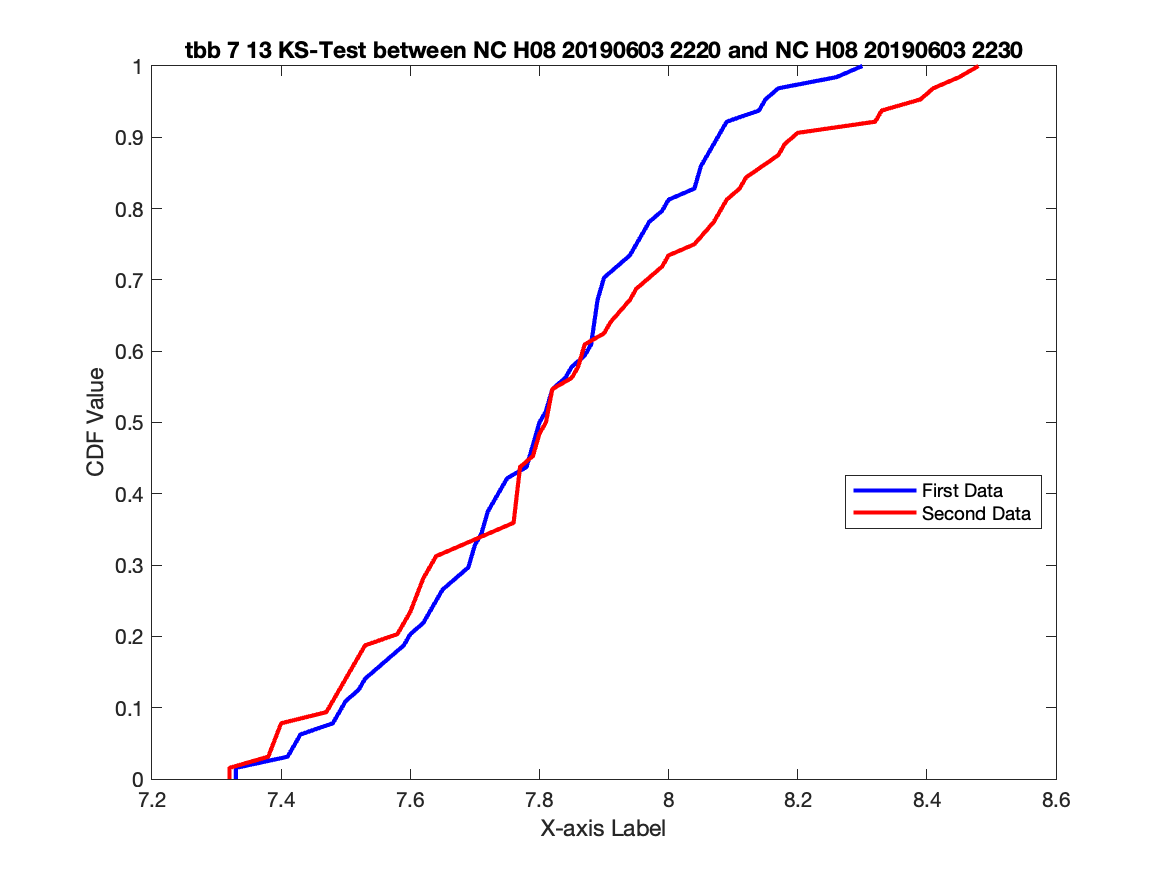 tbb 7 13 KS-Test between NC H08 20190603 2220 and NC H08 20190603 2230
1
0.9
0.8
0.7
0.6
0.5
0.4
0.3
0.2
0.1
0
CDF Value
First Data
Second Data
7.2 7.4 7.6 7.8 8 8.2 8.4 8.6
X-axis Label